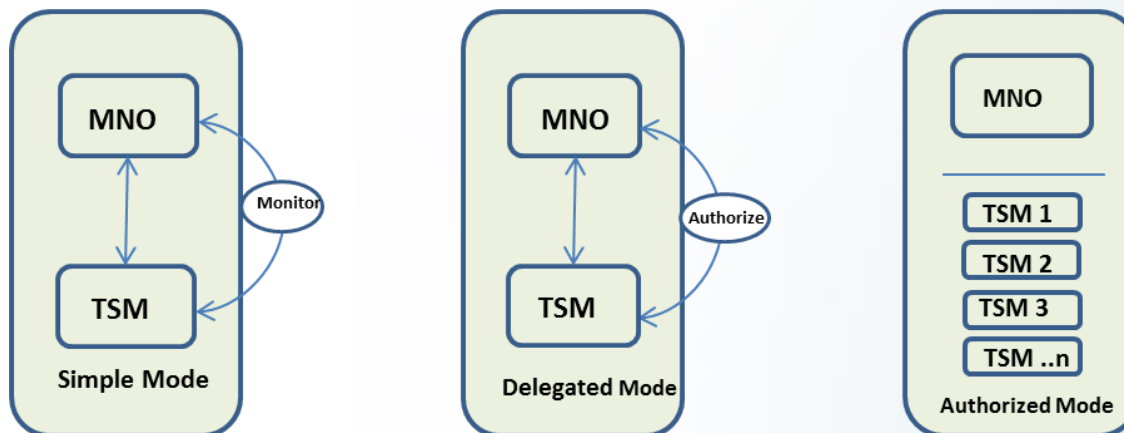 MNO
Monitor
TSM
Simple Mode
MNO
Authorize
TSM
Delegated Mode
MNO
TSM 1
TSM 2
TSM 3
TSM ..n
Authorized Mode